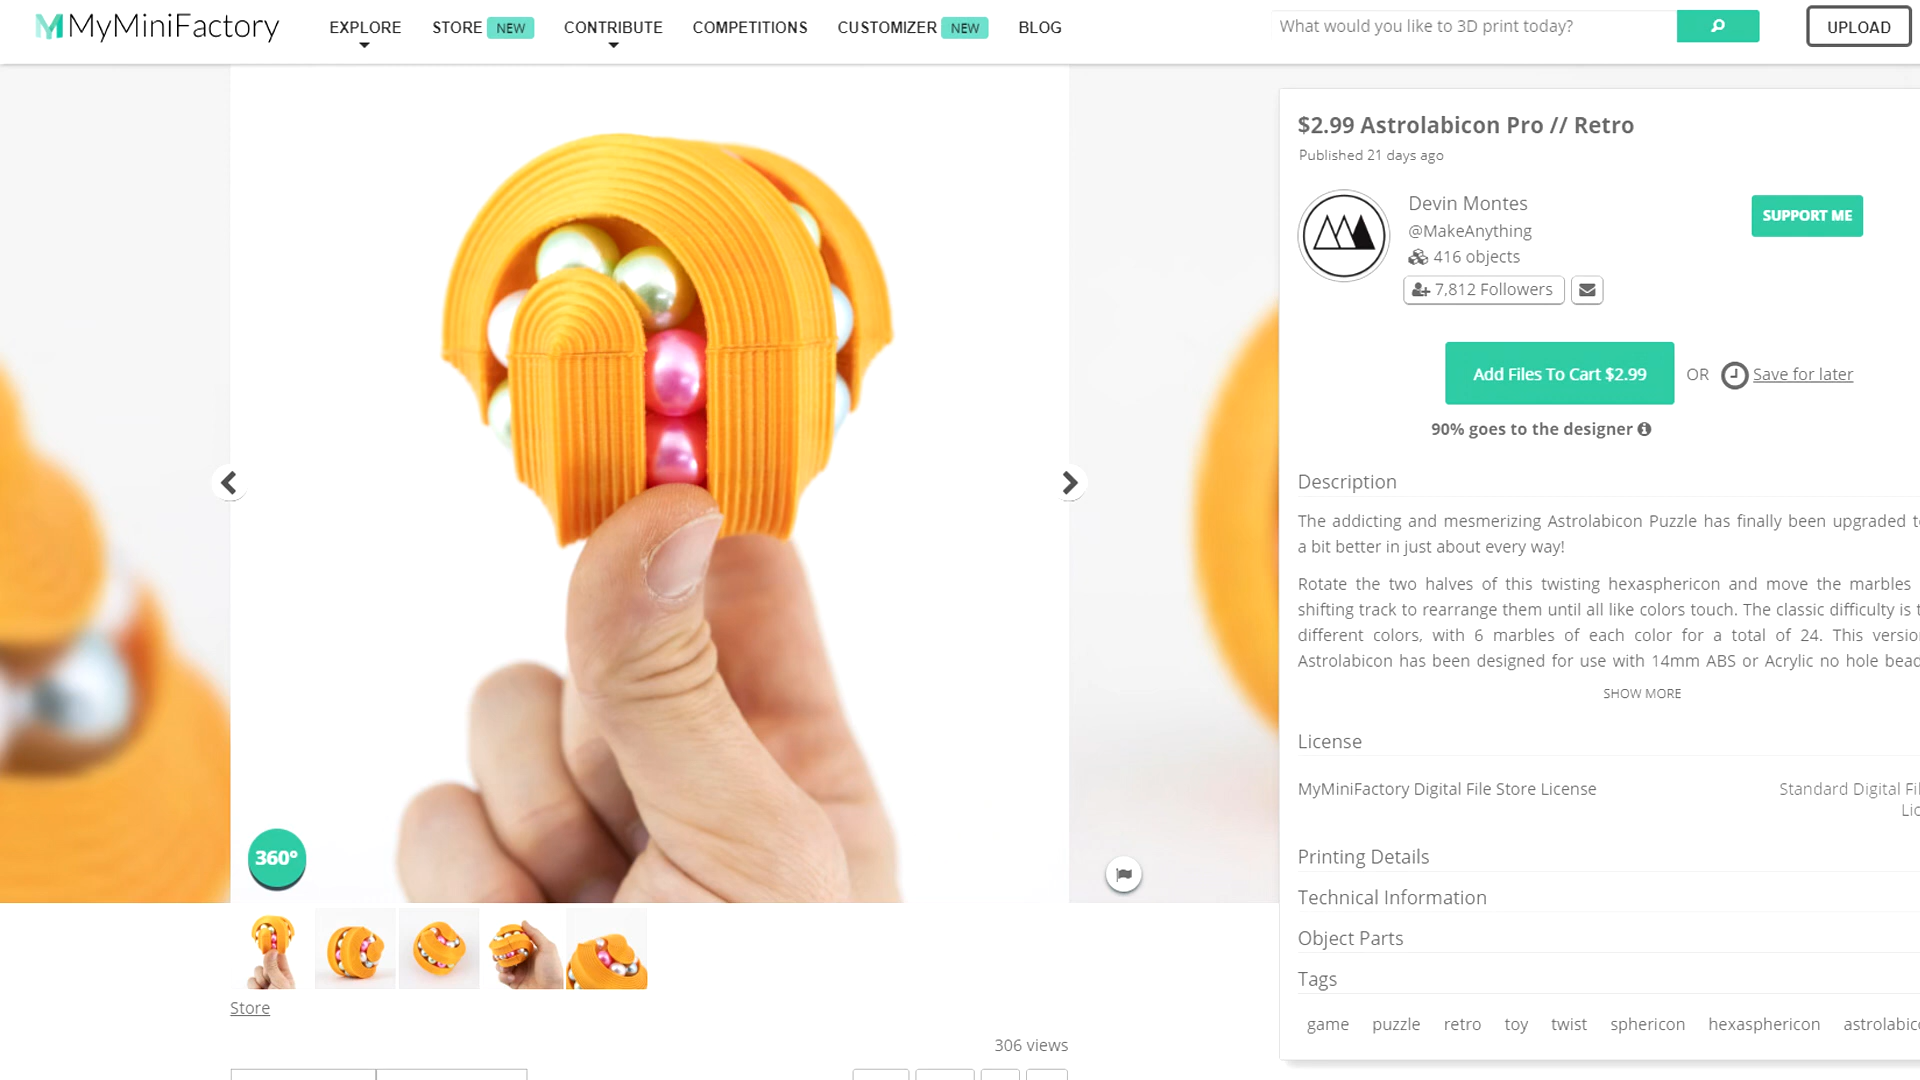 MyMiniFactory
EXPLORE
STORE NEW
CONTRIBUTE
COMPETITIONS
CUSTOMIZER NEW
BLOG
What would you like to 3D print today?
UPLOAD
$2.99 Astrolabicon Pro // Retro
Published 21 days ago
Devin Montes
@MakeAnything
416 objects
7,812 Followers
SUPPORT ME
Add Files To Cart $2.99
OR
Save for later
90% goes to the designer
Description
The addicting and mesmerizing Astrolabicon Puzzle has finally been upgraded
a bit better in just about every way!
Rotate the two halves of this twisting hexasphericon and move the marbles
shifting track to rearrange them until all like colors touch. The classic difficulty is
different colors, with 6 marbles of each color for a total of 24. This
Astrolabicon has been designed for use with 14mm ABS or Acrylic no hole
SHOW MORE
License
MyMiniFactory Digital File Store License
Standard Digital
Printing Details
Technical Information
Object Parts
Tags
game puzzle retro toy twist sphericon hexasphericon
360°
Store
306 views